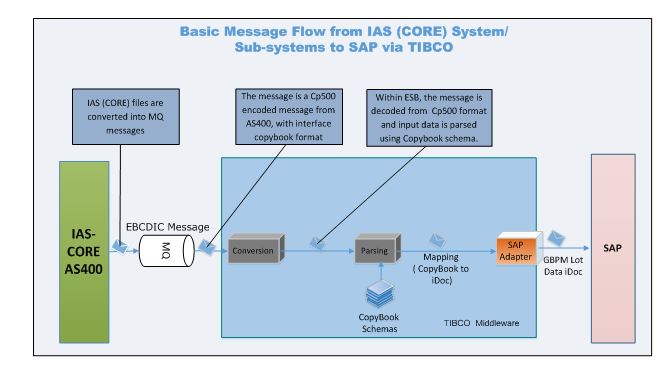 Basic Message Flow from IAS (CORE) System/
Sub-systems to SAP via TIBCO
IAS (CORE) files are
converted into MQ
messages
The message is a Cp500
encoded message from
AS400, with interface
copybook format
Within ESB, the message is
decoded from Cp500 format
and input data is parsed
using Copybook schema.
IAS-
CORE
AS400
EBCDIC Message
MQ
Conversion
Parsing
Mapping
( CopyBook to
iDoc)
SAP
Adapter
GBPM Lot
Data iDoc
SAP
CopyBook
Schemas
TIBCO Middleware